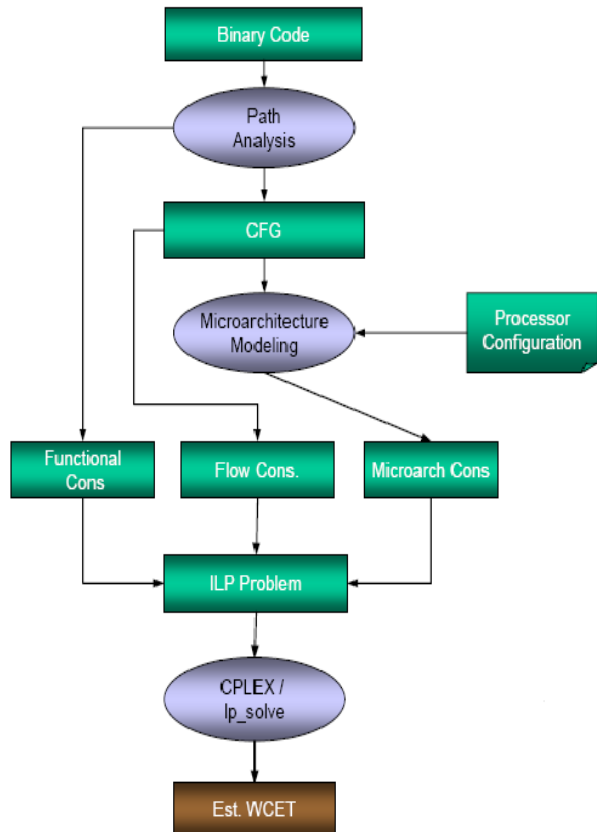 Binary Code
Path
Analysis
CFG
Microarchitecture
Modeling
Processor
Configuration
Functional
Cons
Flow Cons.
Microarch Cons
ILP Problem
CPLEX /
lp_solve
Est. WCET